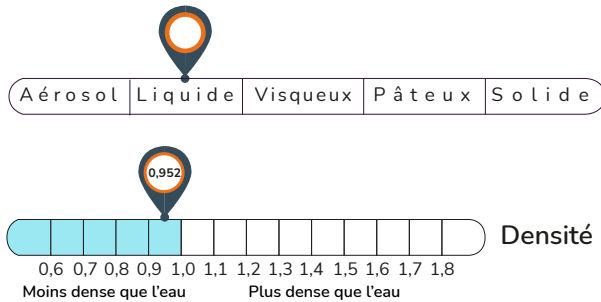 Aérosol Liquide Visqueux Pâteux Solide
0,952
Densité
0,6 0,7 0,8 0,9 1,0 1,1 1,2 1,3 1,4 1,5 1,6 1,7 1,8
Moins dense que l'eau Plus dense que l'eau